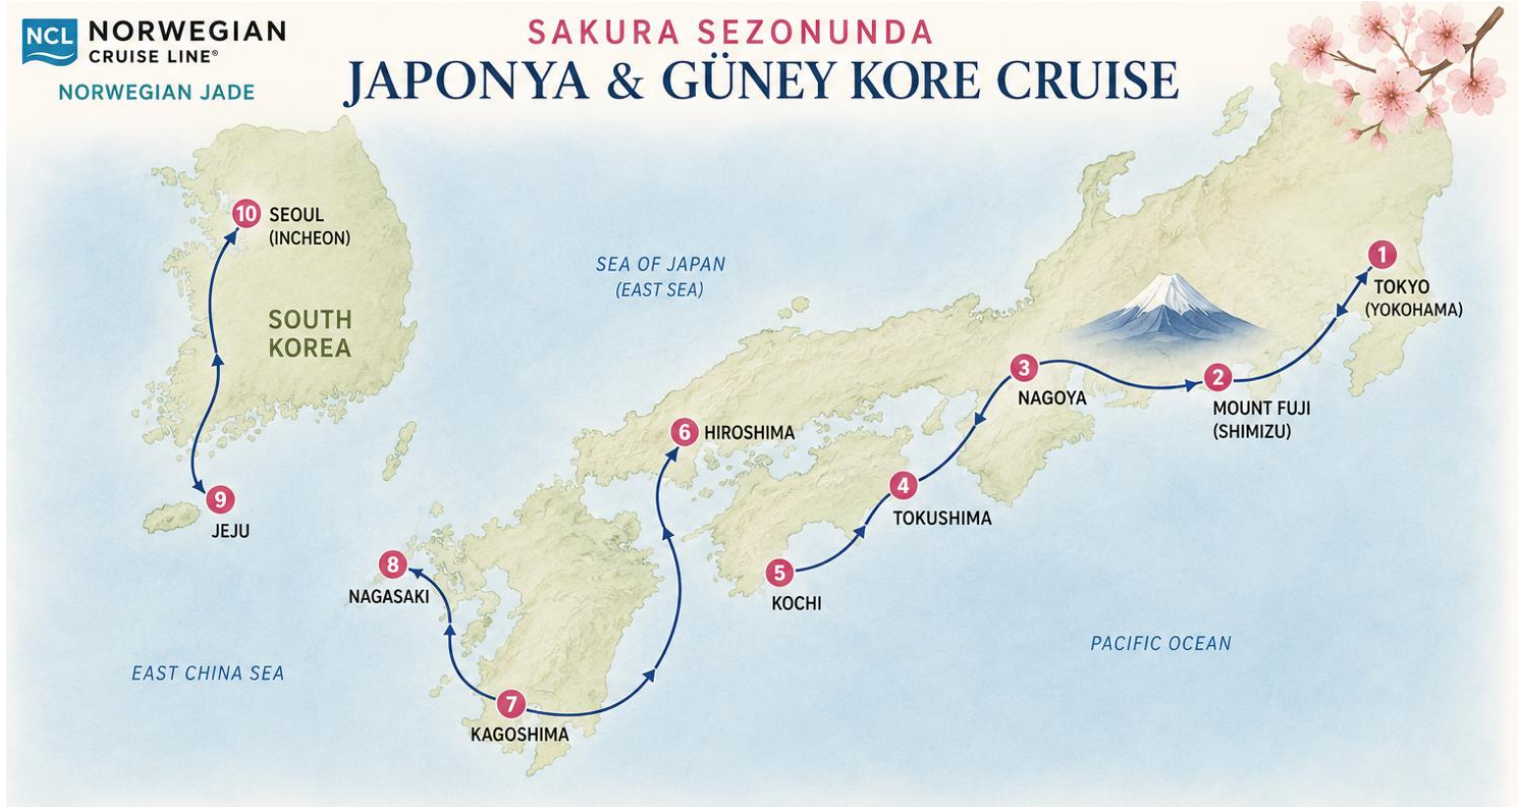 NCL NORWEGIAN
CRUISE LINE®
NORWEGIAN JADE
SAKURA SEZONUNDA
JAPONYA & GÜNEY KORE CRUISE
10 SEOUL
(INCHEON)
SOUTH
KOREA
9
JEJU
SEA OF JAPAN
(EAST SEA)
1
TOKYO
(YOKOHAMA)
2
MOUNT FUJI
(SHIMIZU)
3
NAGOYA
4
TOKUSHIMA
5
KOCHI
6 HIROSHIMA
7
KAGOSHIMA
8
NAGASAKI
EAST CHINA SEA
PACIFIC OCEAN